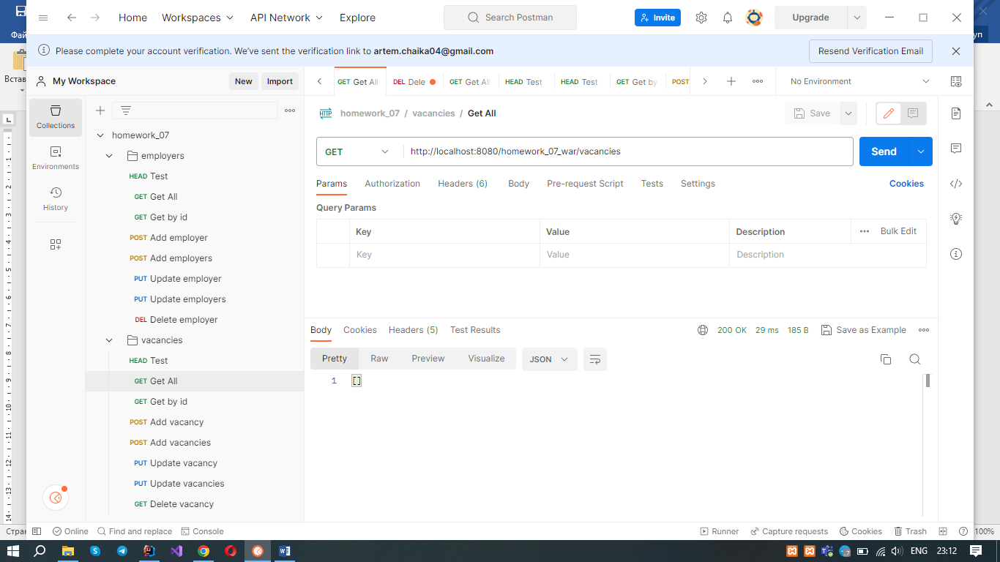 Home Workspaces API Network Explore Search Postman Invite Upgrade
Фай
уп
Please complete your account verification. We've sent the verification link to artem.chaika04@gmail.com Resend Verification Email
Встав
My Workspace New Import
GET Get Al DEL Dele GET Get Al HEAD Test HEAD Test GET Get by POST No Environment
Collections
Environments
History
homework_07
employers
HEAD Test
GET Get All
GET Get by id
POST Add employer
POST Add employers
PUT Update employer
PUT Update employers
DEL Delete employer
vacancies
HEAD Test
GET Get All
GET Get by id
POST Add vacancy
POST Add vacancies
PUT Update vacancy
PUT Update vacancies
GET Delete vacancy
HTTP homework_07 / vacancies / Get All Save
GET http://localhost:8080/homework_07_war/vacancies Send
Params Authorization Headers (6) Body Pre-request Script Tests Settings Cookies
Query Params
Key Value Description Bulk Edit
Key Value Description
Body Cookies Headers (5) Test Results 200 OK 29 ms 185 B Save as Example
Pretty Raw Preview Visualize JSON
1 []
Стран Online Find and replace Console Runner Capture requests Cookies Trash 100%
ENG 23:12